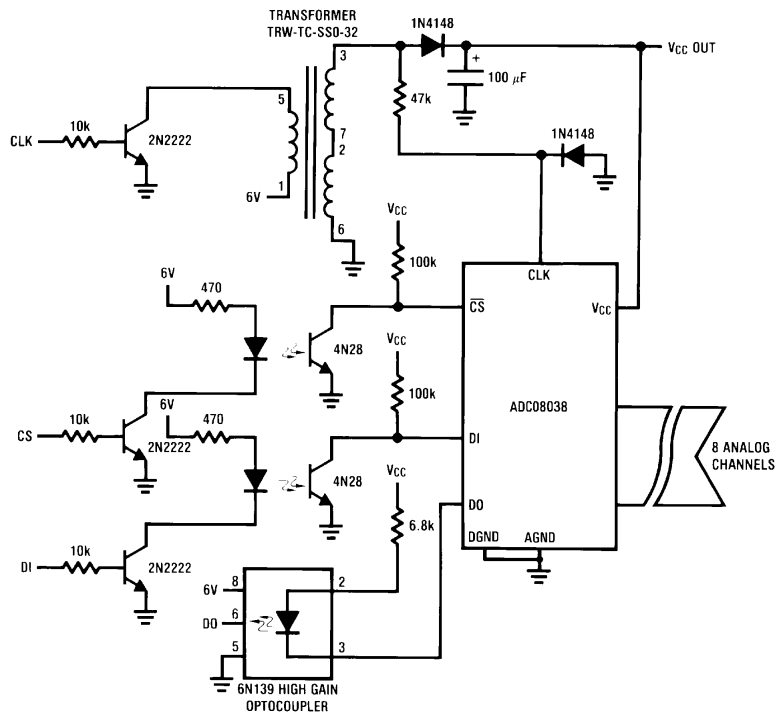 TRANSFORMER
TRW-TC-SSO-32
1N4148
VCC OUT
3
+
100 μF
5
47k
10k
CLK
2N2222
7
2
1N4148
1
6V
6
VCC
100k
CLK
6V
470
CS
VCC
4N28
VCC
100k
ADC08038
10k
6V
470
CS
2N2222
DI
8 ANALOG
CHANNELS
4N28
VCC
DO
6.8k
10k
DGND
AGND
DI
2N2222
6V
8
2
DO
6
5
3
6N139 HIGH GAIN
OPTOCOUPLER